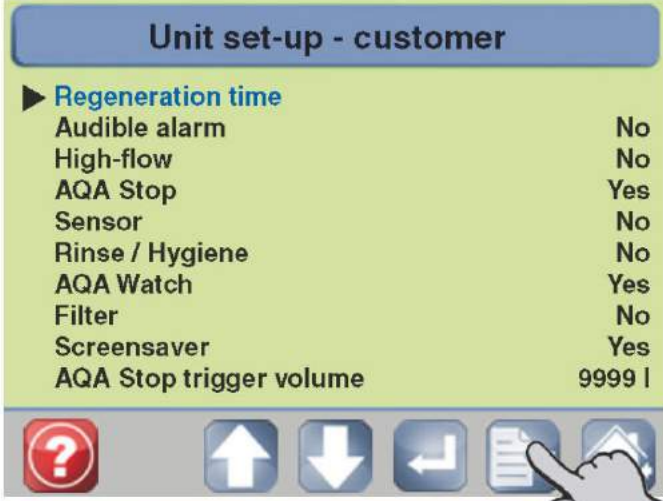 Unit set-up - customer
Regeneration time
Audible alarm No
High-flow No
AQA Stop Yes
Sensor No
Rinse / Hygiene No
AQA Watch Yes
Filter No
Screensaver Yes
AQA Stop trigger volume 9999 l
?